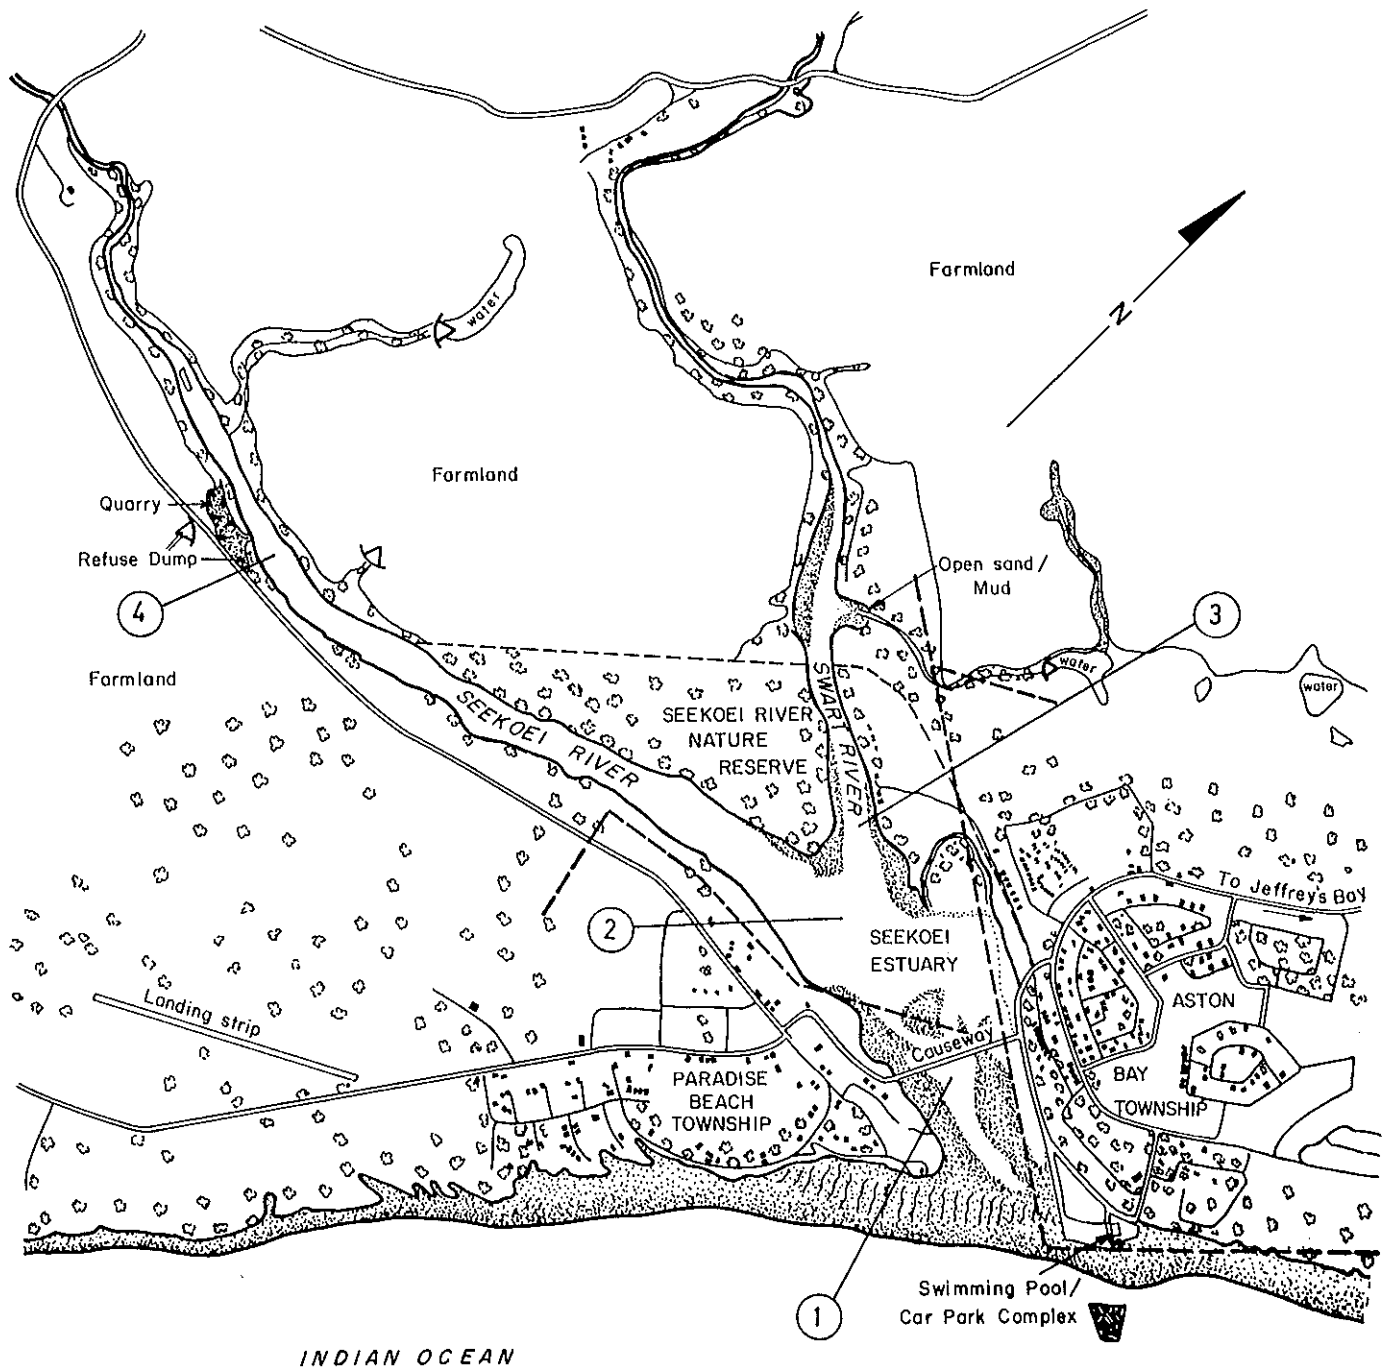 Farmland
N
water
Farmland
Quarry
Refuse Dump
4
Open sand /
Mud
3
Farmland
water
water
SEEKOEI RIVER
SEEKOEI RIVER
NATURE
RESERVE
SWART RIVER
To Jeffrey's Bay
2
SEEKOEI
ESTUARY
Landing strip
ASTON
BAY
TOWNSHIP
Causeway
PARADISE
BEACH
TOWNSHIP
Swimming Pool /
Car Park Complex
1
INDIAN OCEAN